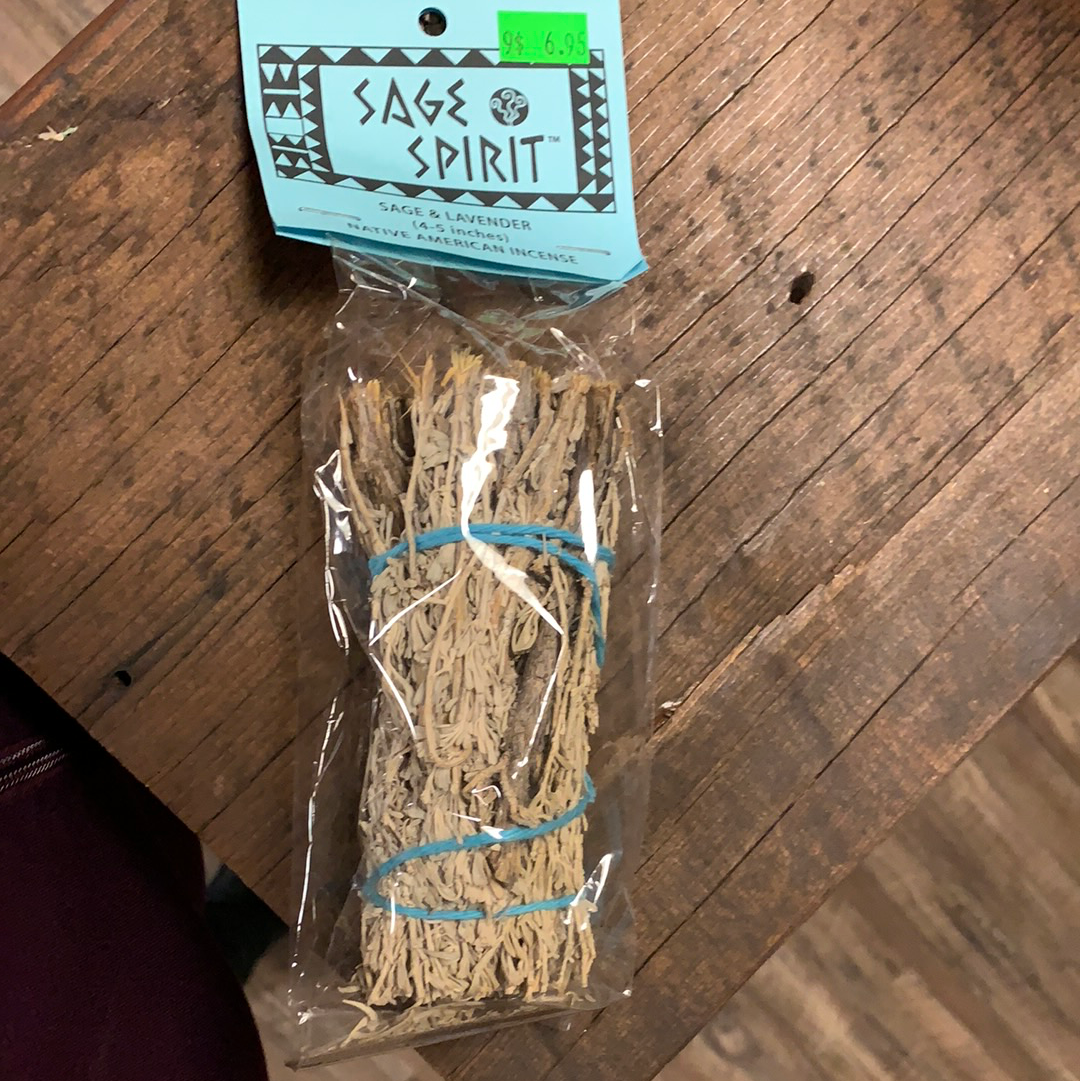 9$ 6.95
SAGE
SPIRIT™
SAGE & LAVENDER
(4-5 inches)
NATIVE AMERICAN INCENSE